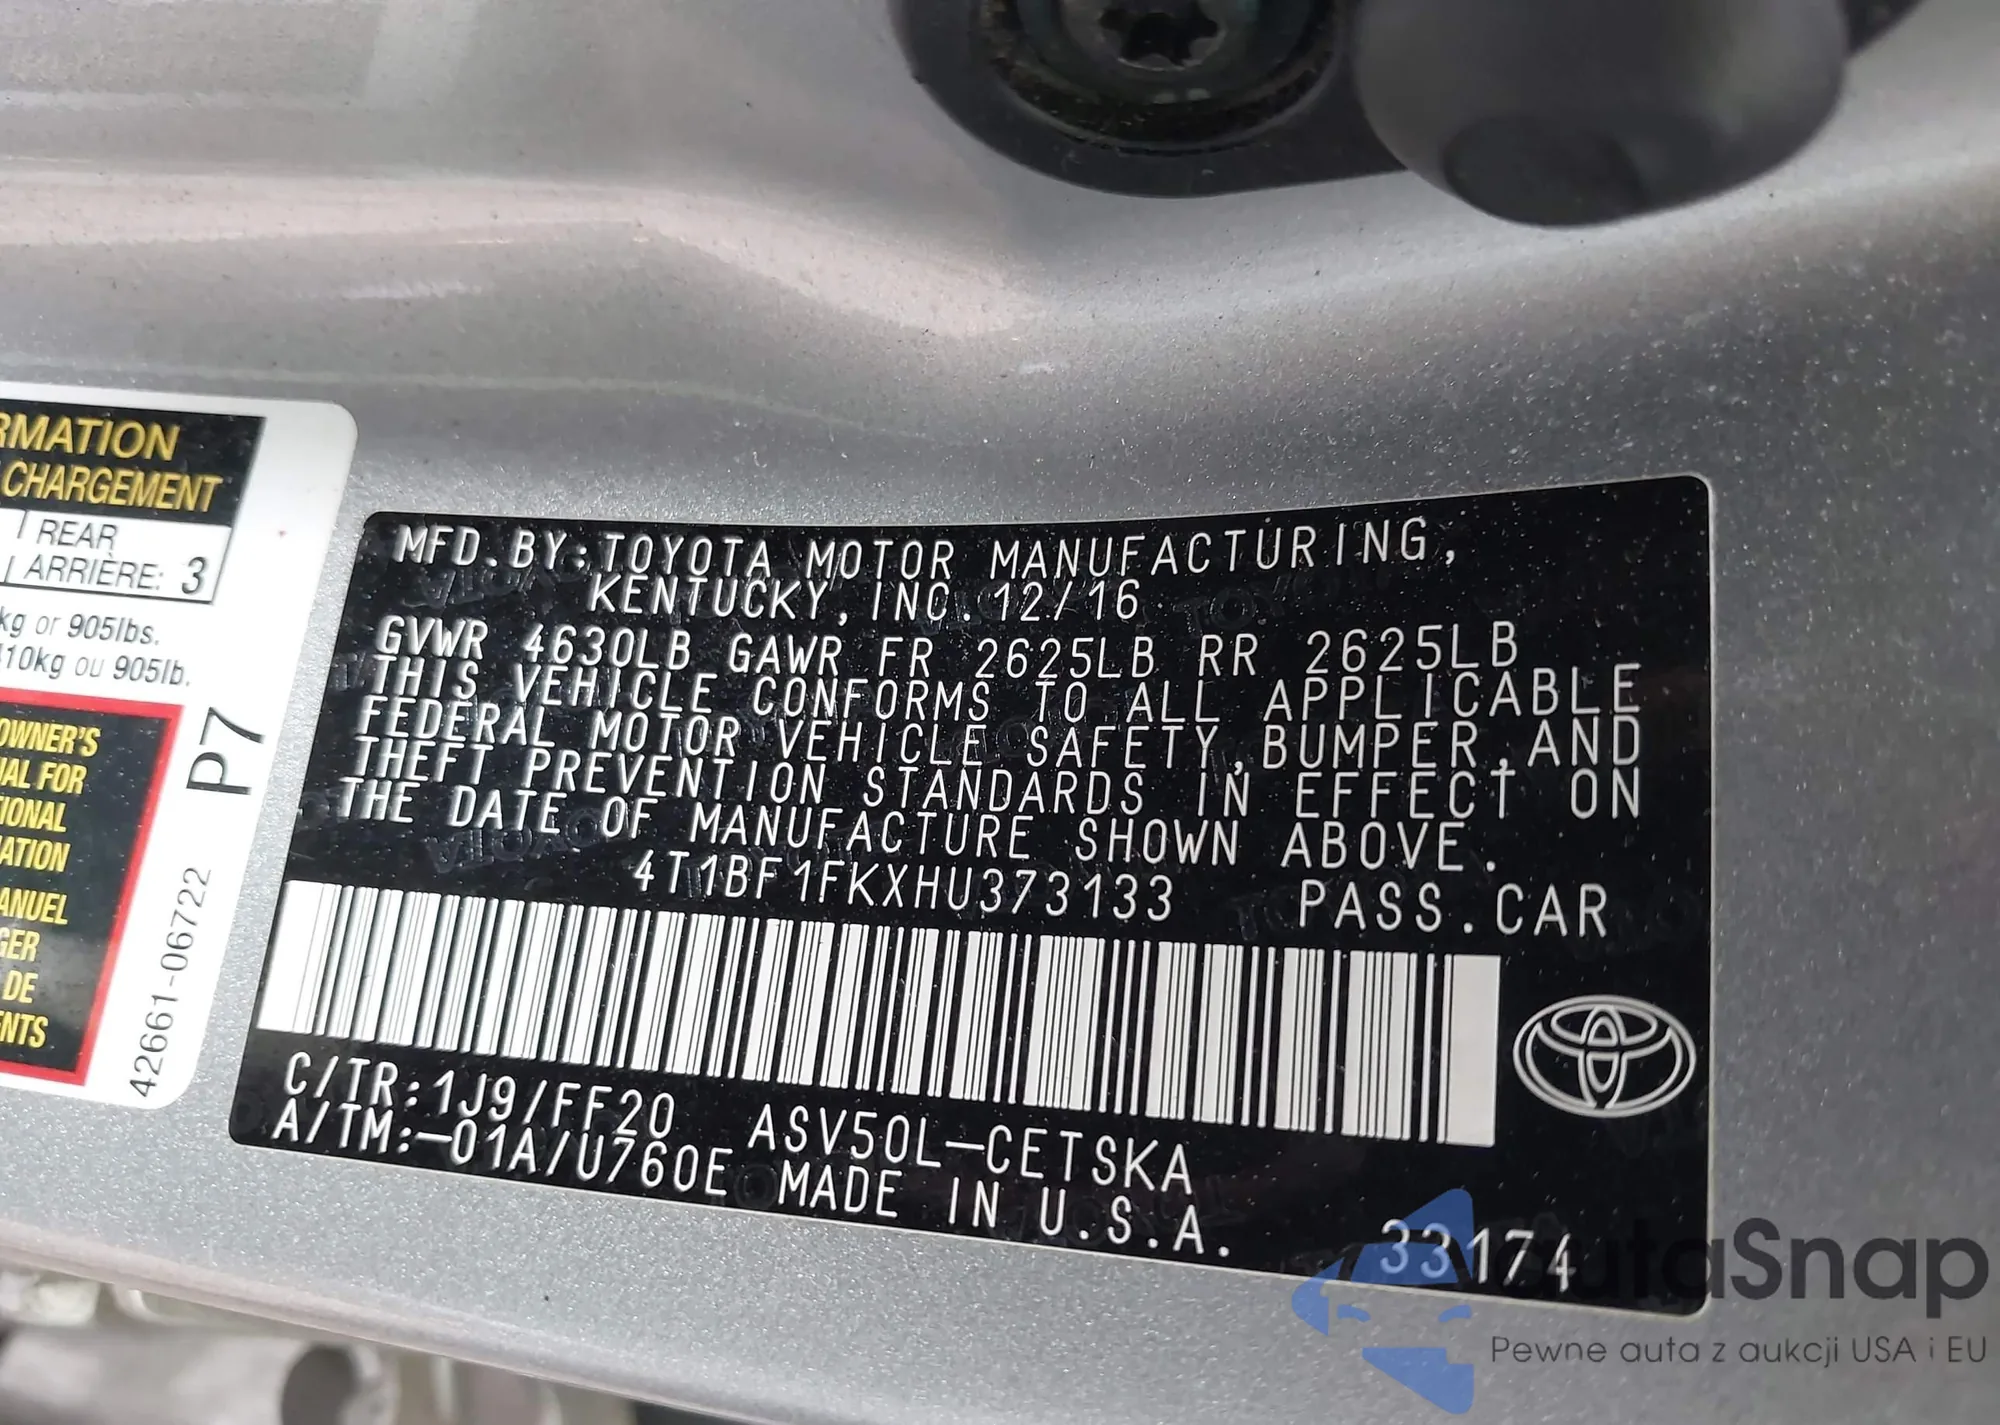 RMATION
CHARGEMENT
REAR
ARRIÈRE: 3
kg or 905lbs.
10kg ou 905lb.
OWNER'S
UAL FOR
TIONAL
ATION
ANUEL
GER
DE
ENTS
P7
42661-06722
MFD.BY:TOYOTA MOTOR MANUFACTURING,
KENTUCKY, INC. 12/16
GVWR 4630LB GAWR FR 2625LB RR 2625LB
THIS VEHICLE CONFORMS TO ALL APPLICABLE
FEDERAL MOTOR VEHICLE SAFETY,BUMPER,AND
THEFT PREVENTION STANDARDS IN EFFECT ON
THE DATE OF MANUFACTURE SHOWN ABOVE.
4T1BF1FKXHU373133 PASS.CAR
C/TR:1J9/FF20 ASV50L-CETSKA
A/TM:-01A/U760E MADE IN U.S.A.
33174
AutaSnap
Pewne auta z aukcji USA i EU